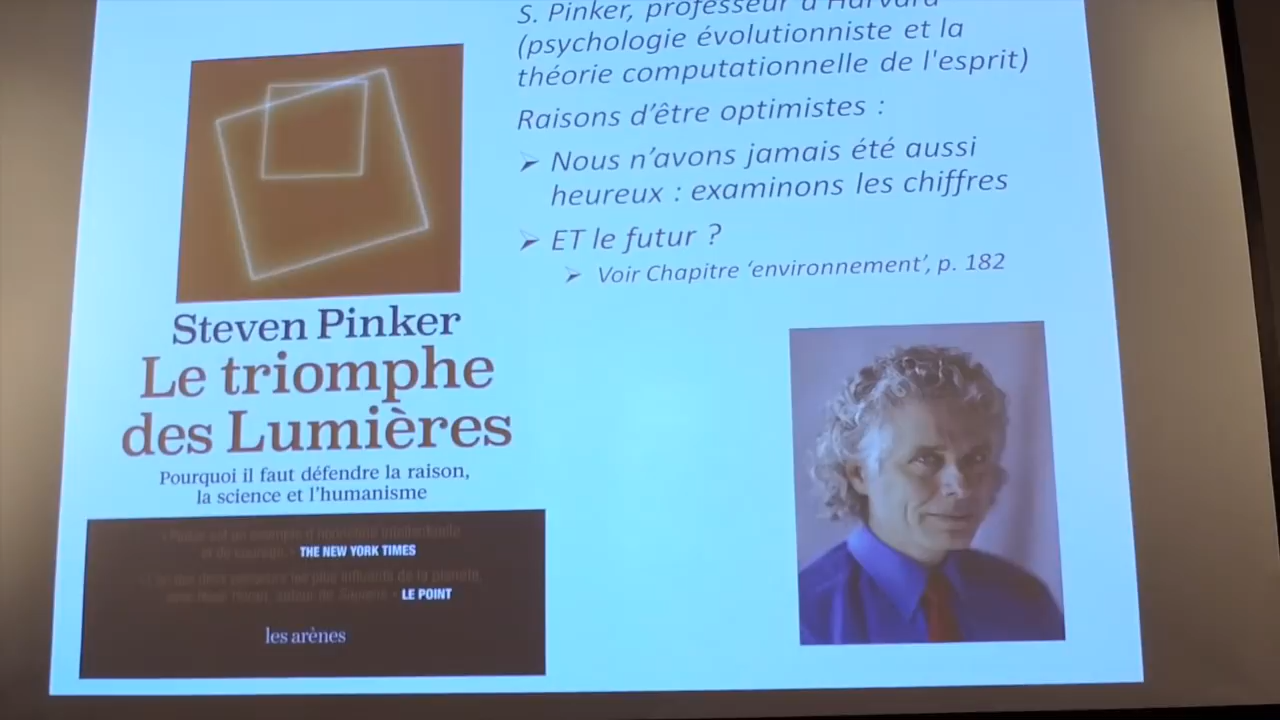 S. Pinker, professeur à Harvard
(psychologie évolutionniste et la
théorie computationnelle de l'esprit)
Raisons d’être optimistes :
➢ Nous n’avons jamais été aussi
heureux : examinons les chiffres
➢ ET le futur ?
➢ Voir Chapitre ‘environnement’, p. 182
Steven Pinker
Le triomphe
des Lumières
Pourquoi il faut défendre la raison,
la science et l’humanisme
THE NEW YORK TIMES
LE POINT
les arènes